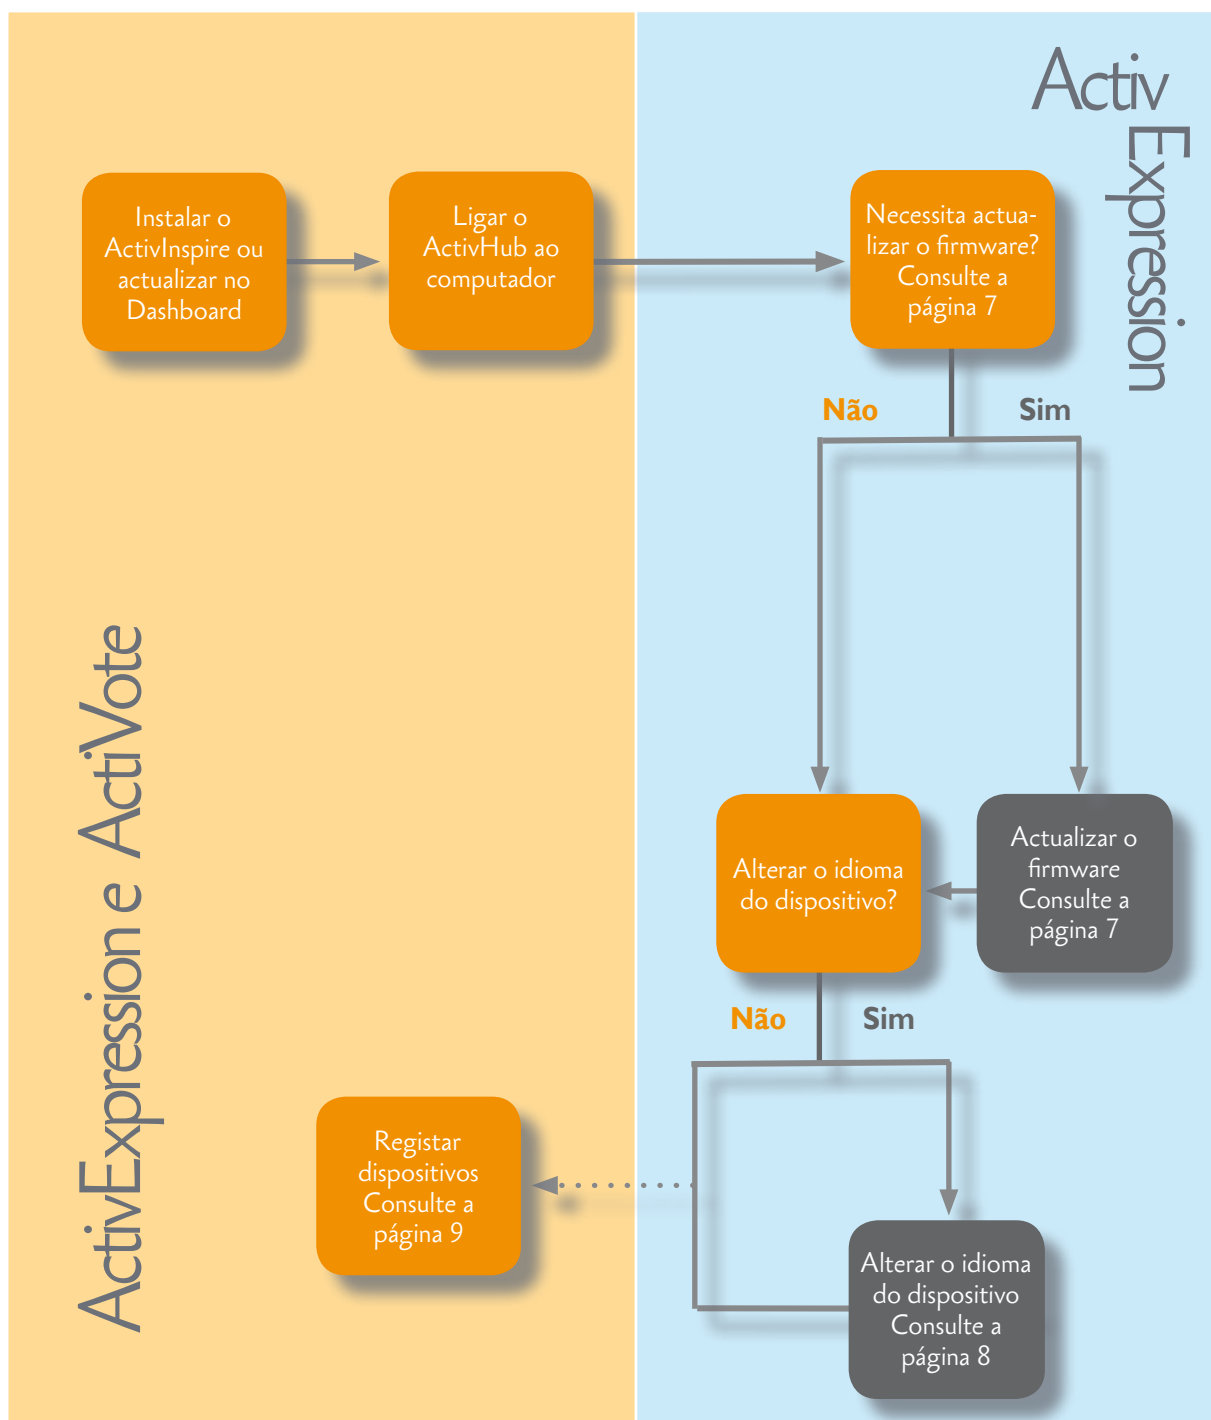 Activ
Expression
Instalar o
ActivInspire ou
actualizar no
Dashboard
Ligar o
ActivHub ao
computador
Necessita actua-
lizar o firmware?
Consulte a
página 7
Não
Sim
ActivExpression e ActiVote
Alterar o idioma
do dispositivo?
Actualizar o
firmware
Consulte a
página 7
Não
Sim
Registar
dispositivos
Consulte a
página 9
Alterar o idioma
do dispositivo
Consulte a
página 8